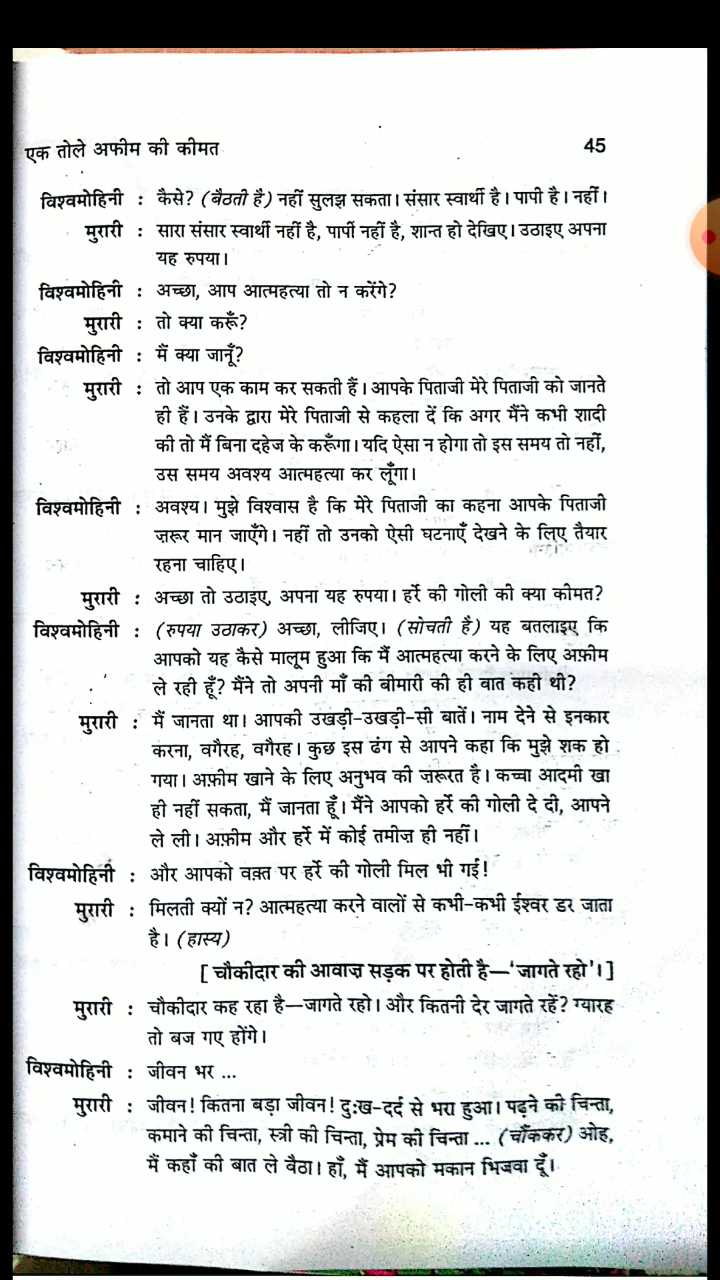 एक तोले अफीम की कीमत 45
विश्वमोहिनी : कैसे? (बैठती है) नहीं सुलझ सकता। संसार स्वार्थी है। पापी है। नहीं।
मुरारी : सारा संसार स्वार्थी नहीं है, पापी नहीं है, शान्त हो देखिए। उठाइए अपना
यह रुपया।
विश्वमोहिनी : अच्छा, आप आत्महत्या तो न करेंगे?
मुरारी : तो क्या करूँ?
विश्वमोहिनी : मैं क्या जानूँ?
मुरारी : तो आप एक काम कर सकती हैं। आपके पिताजी मेरे पिताजी को जानते
ही हैं। उनके द्वारा मेरे पिताजी से कहला दें कि अगर मैंने कभी शादी
की तो मैं बिना दहेज के करूँगा। यदि ऐसा न होगा तो इस समय तो नहीं,
उस समय अवश्य आत्महत्या कर लूँगा।
विश्वमोहिनी : अवश्य। मुझे विश्वास है कि मेरे पिताजी का कहना आपके पिताजी
ज़रूर मान जाएँगे। नहीं तो उनको ऐसी घटनाएँ देखने के लिए तैयार
रहना चाहिए।
मुरारी : अच्छा तो उठाइए, अपना यह रुपया। हर्रे की गोली की क्या कीमत?
विश्वमोहिनी : (रुपया उठाकर) अच्छा, लीजिए। (सोचती है) यह बतलाइए कि
आपको यह कैसे मालूम हुआ कि मैं आत्महत्या करने के लिए अफ़ीम
ले रही हूँ? मैंने तो अपनी माँ की बीमारी की ही बात कही थी?
मुरारी : मैं जानता था। आपकी उखड़ी-उखड़ी-सी बातें। नाम देने से इनकार
करना, वगैरह, वगैरह। कुछ इस ढंग से आपने कहा कि मुझे शक हो
गया। अफ़ीम खाने के लिए अनुभव की ज़रूरत है। कच्चा आदमी खा
ही नहीं सकता, मैं जानता हूँ। मैंने आपको हर्रे की गोली दे दी, आपने
ले ली। अफ़ीम और हर्रे में कोई तमीज़ ही नहीं।
विश्वमोहिनी : और आपको वक़्त पर हर्रे की गोली मिल भी गई!
मुरारी : मिलती क्यों न? आत्महत्या करने वालों से कभी-कभी ईश्वर डर जाता
है। (हास्य)
[ चौकीदार की आवाज़ सड़क पर होती है—‘जागते रहो’। ]
मुरारी : चौकीदार कह रहा है—जागते रहो। और कितनी देर जागते रहें? ग्यारह
तो बज गए होंगे।
विश्वमोहिनी : जीवन भर ...
मुरारी : जीवन! कितना बड़ा जीवन! दुःख-दर्द से भरा हुआ। पढ़ने की चिन्ता,
कमाने की चिन्ता, स्त्री की चिन्ता, प्रेम की चिन्ता ... (चौंककर) ओह,
मैं कहाँ की बात ले बैठा। हाँ, मैं आपको मकान भिजवा दूँ।